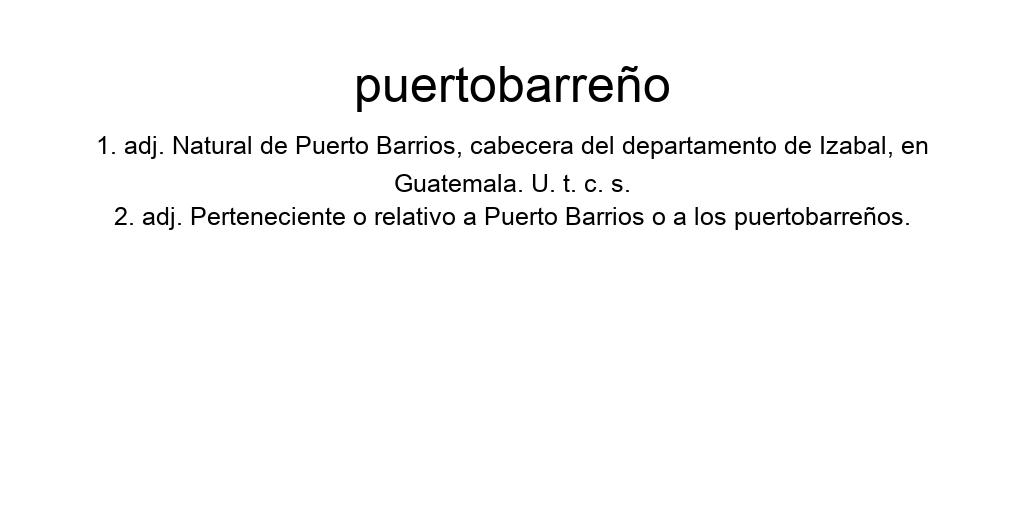 puertobarreño
1. adj. Natural de Puerto Barrios, cabecera del departamento de Izabal, en
Guatemala. U. t. c. s.
2. adj. Perteneciente o relativo a Puerto Barrios o a los puertobarreños.